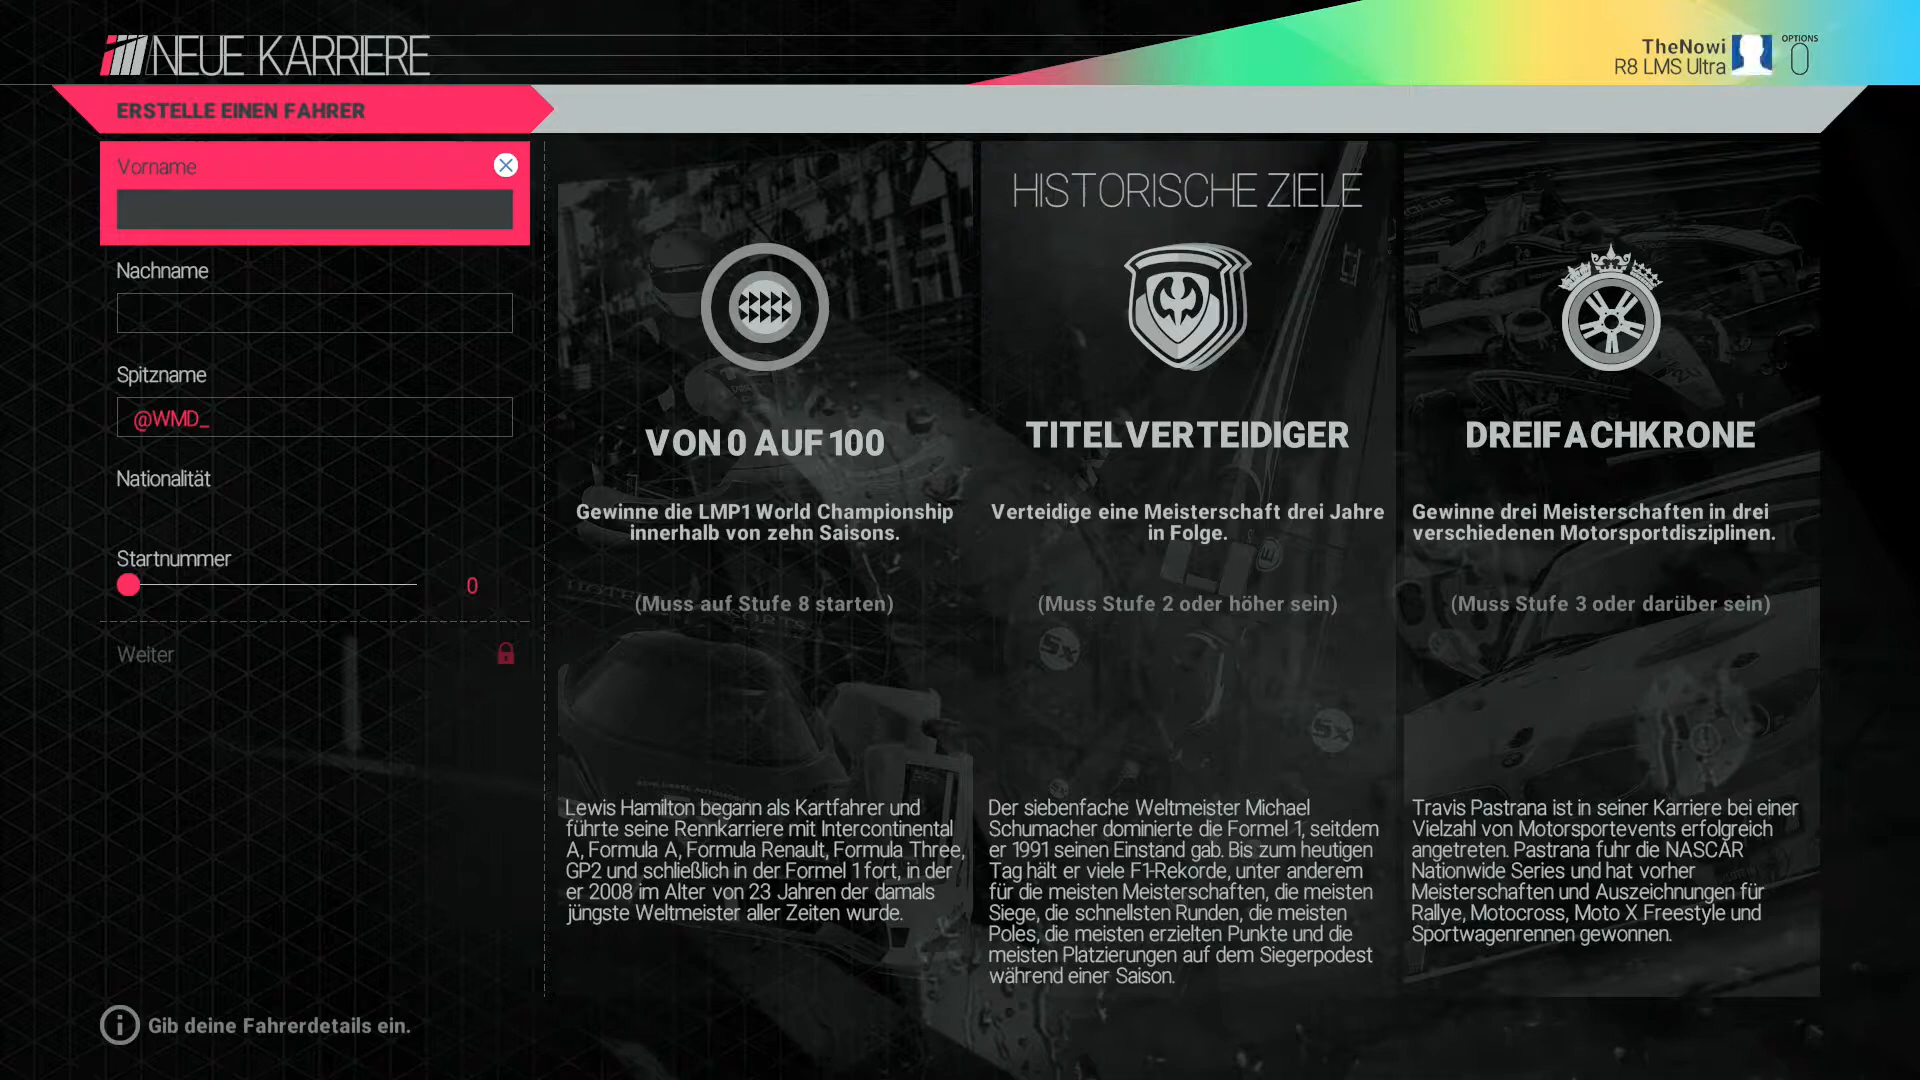 NEUE KARRIERE
TheNowi
R8 LMS Ultra
OPTIONS
ERSTELLE EINEN FAHRER
Vorname
Nachname
Spitzname
@WMD_
Nationalität
Startnummer
0
Weiter
VON 0 AUF 100
Gewinne die LMP1 World Championship
innerhalb von zehn Saisons.
(Muss auf Stufe 8 starten)
Lewis Hamilton begann als Kartfahrer und
führte seine Rennkarriere mit Intercontinental
A, Formula A, Formula Renault, Formula Three,
GP2 und schließlich in der Formel 1 fort, in der
er 2008 im Alter von 23 Jahren der damals
jüngste Weltmeister aller Zeiten wurde.
HISTORISCHE ZIELE
TITELVERTEIDIGER
Verteidige eine Meisterschaft drei Jahre
in Folge.
(Muss Stufe 2 oder höher sein)
Der siebenfache Weltmeister Michael
Schumacher dominierte die Formel 1, seitdem
er 1991 seinen Einstand gab. Bis zum heutigen
Tag hält er viele F1-Rekorde, unter anderem
für die meisten Meisterschaften, die meisten
Siege, die schnellsten Runden, die meisten
Poles, die meisten erzielten Punkte und die
meisten Platzierungen auf dem Siegerpodest
während einer Saison.
DREIFACHKRONE
Gewinne drei Meisterschaften in drei
verschiedenen Motorsportdisziplinen.
(Muss Stufe 3 oder darüber sein)
Travis Pastrana ist in seiner Karriere bei einer
Vielzahl von Motorsportevents erfolgreich
angetreten. Pastrana fuhr die NASCAR
Nationwide Series und hat vorher
Meisterschaften und Auszeichnungen für
Rallye, Motocross, Moto X Freestyle und
Sportwagenrennen gewonnen.
Gib deine Fahrerdetails ein.